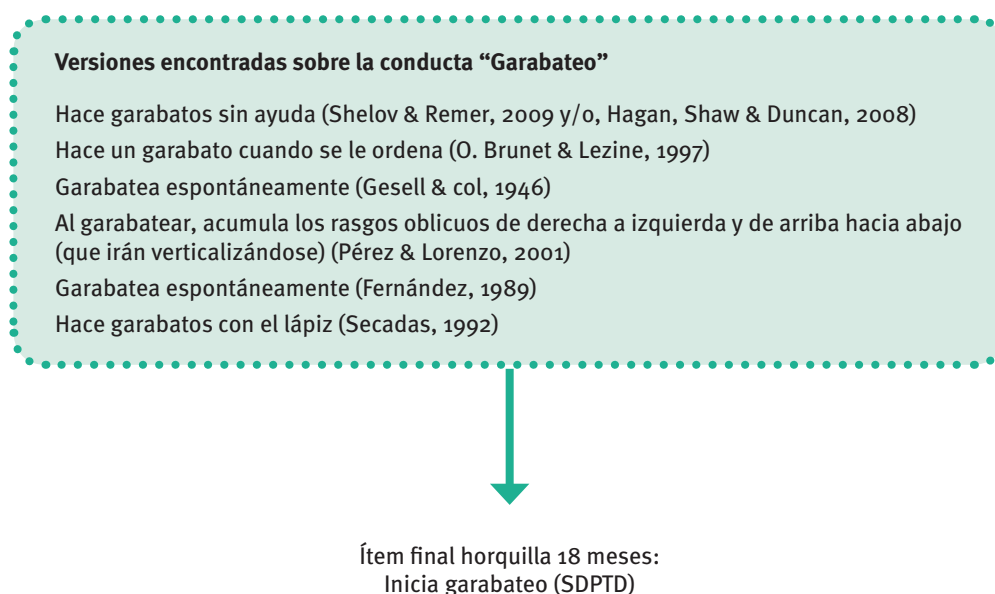 Versiones encontradas sobre la conducta “Garabateo”
Hace garabatos sin ayuda (Shelov & Remer, 2009 y/o, Hagan, Shaw & Duncan, 2008)
Hace un garabato cuando se le ordena (O. Brunet & Lezine, 1997)
Garabatea espontáneamente (Gesell & col, 1946)
Al garabatear, acumula los rasgos oblicuos de derecha a izquierda y de arriba hacia abajo
(que irán verticalizándose) (Pérez & Lorenzo, 2001)
Garabatea espontáneamente (Fernández, 1989)
Hace garabatos con el lápiz (Secadas, 1992)
Ítem final horquilla 18 meses:
Inicia garabateo (SDPTD)